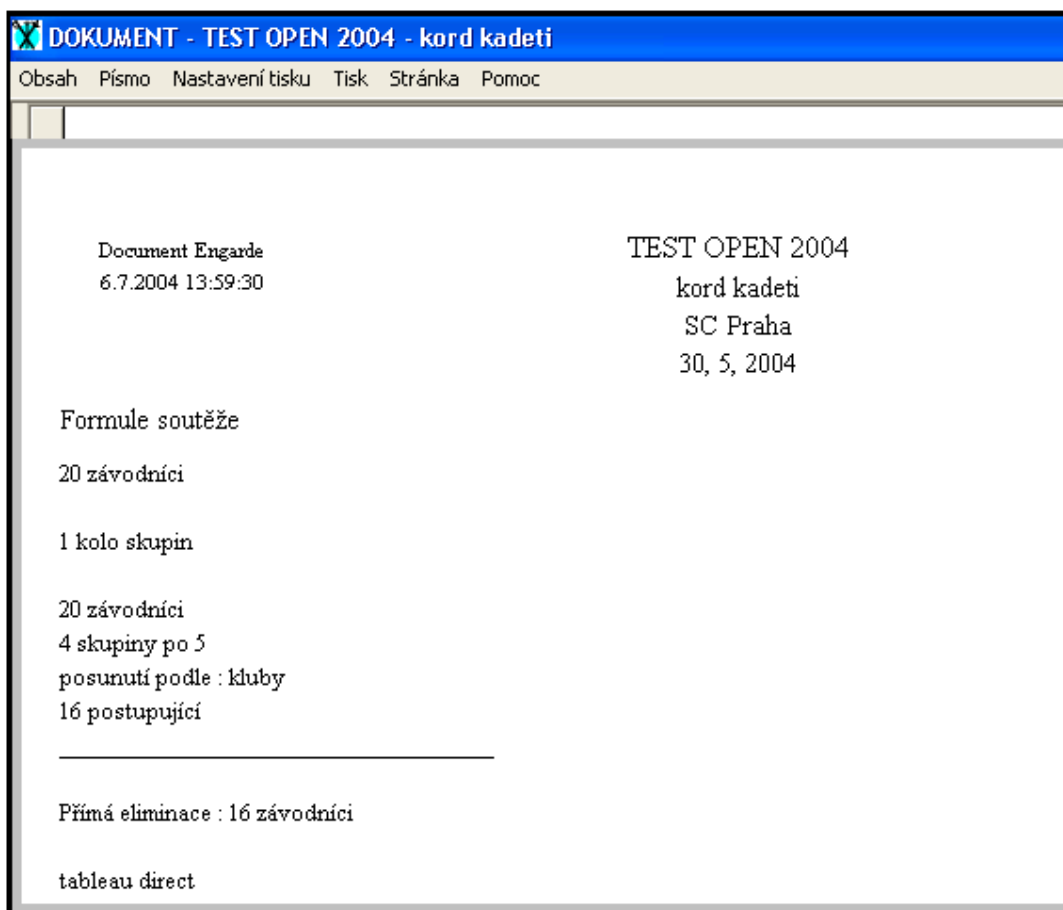 DOKUMENT - TEST OPEN 2004 - kord kadeti
Obsah Písmo Nastavení tisku Tisk Stránka Pomoc
Document Engarde
6.7.2004 13:59:30
TEST OPEN 2004
kord kadeti
SC Praha
30, 5, 2004
Formule soutěže
20 závodníci
1 kolo skupin
20 závodníci
4 skupiny po 5
posunutí podle : kluby
16 postupující
Přímá eliminace : 16 závodníci
tableau direct